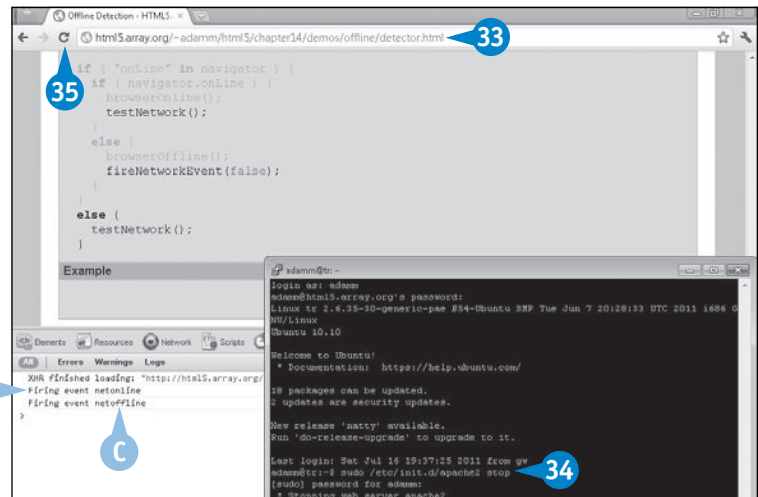 Offline Detection - HTML5
html5.array.org/~adamm/html5/chapter14/demos/offline/detector.html
33
35
if ( "onLine" in navigator ) {
if ( navigator.onLine ) {
browserOnline();
testNetwork();
}
else {
browserOffline();
fireNetworkEvent(false);
}
}
else {
testNetwork();
}
Example
Elements Resources Network Scripts
All Errors Warnings Logs
XHR finished loading: "http://html5.array.org/
Firing event netonline
Firing event netoffline
>
C
adamm@tr: ~
login as: adamm
adamm@html5.array.org's password:
Linux tr 2.6.35-30-generic-pae #54-Ubuntu SMP Tue Jun 7 20:28:33 UTC 2011 i686 G
NU/Linux
Ubuntu 10.10
Welcome to Ubuntu!
* Documentation: https://help.ubuntu.com/
18 packages can be updated.
2 updates are security updates.
New release 'natty' available.
Run 'do-release-upgrade' to upgrade to it.
Last login: Sat Jul 16 19:37:25 2011 from gw
adamm@tr:~$ sudo /etc/init.d/apache2 stop
34
[sudo] password for adamm:
* Stopping web server apache2